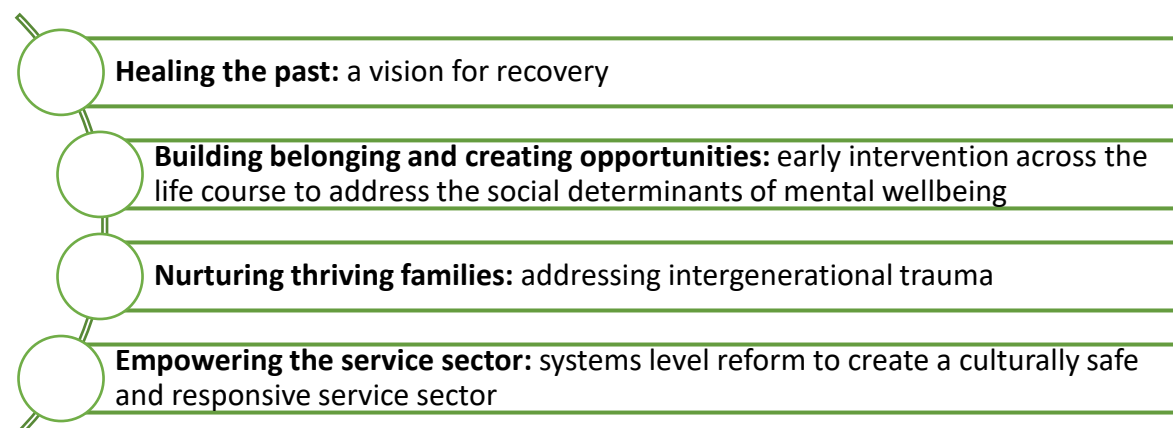 Healing the past: a vision for recovery
Building belonging and creating opportunities: early intervention across the
life course to address the social determinants of mental wellbeing
Nurturing thriving families: addressing intergenerational trauma
Empowering the service sector: systems level reform to create a culturally safe
and responsive service sector